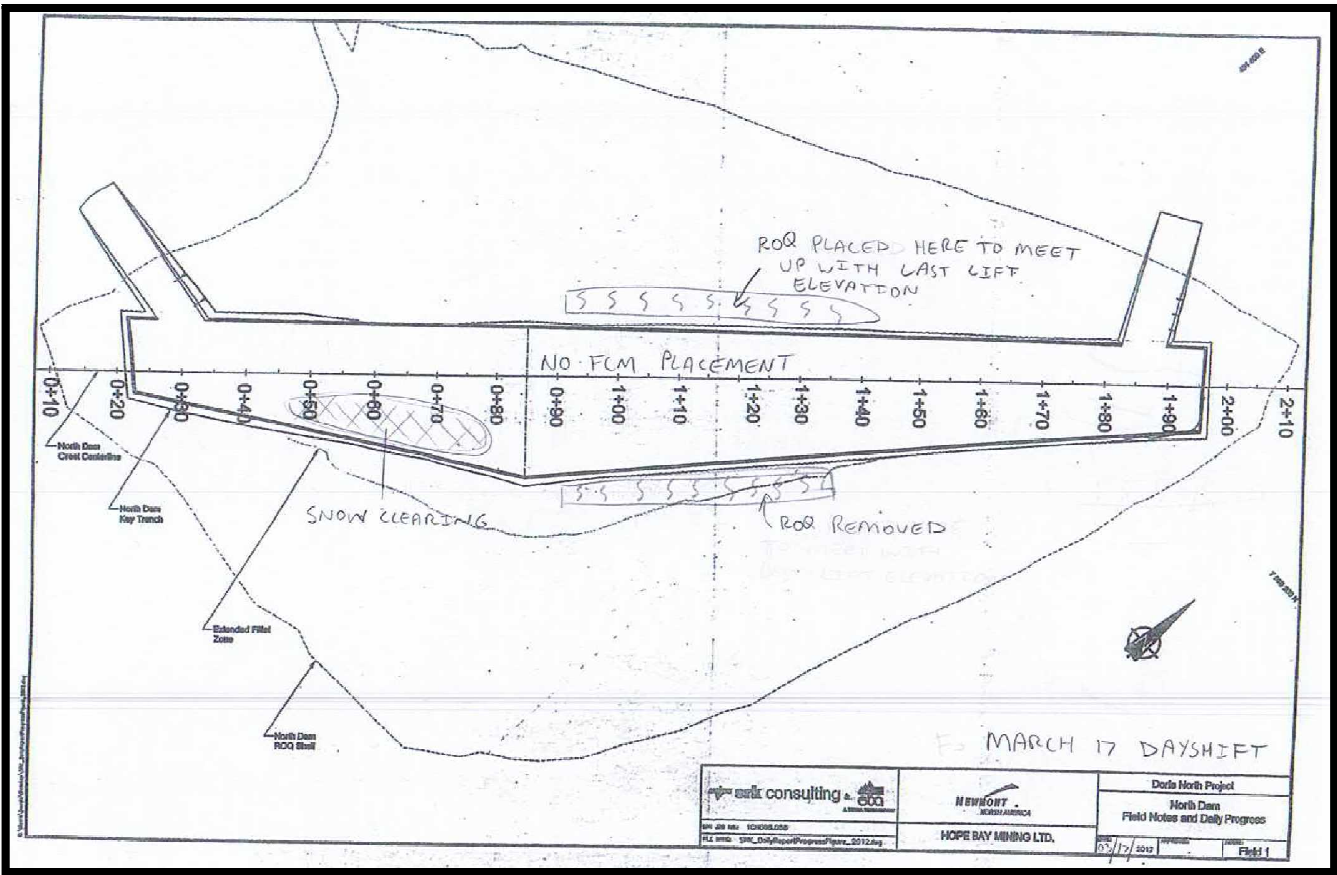 ROQ PLACED HERE TO MEET
UP WITH LAST LIFT
ELEVATION
NO FCM PLACEMENT
0+10
0+20
0+30
0+40
0+50
0+60
0+70
0+80
0+90
1+00
1+10
1+20
1+30
1+40
1+50
1+60
1+70
1+80
1+90
2+00
2+10
North Dam
Crest Centerline
North Dam
Key Trench
SNOW CLEARING
ROQ REMOVED
Extended Fillet
Zone
North Dam
ROQ Shell
MARCH 17 DAYSHIFT
srk consulting
NEWMONT
NORTH AMERICA
HOPE BAY MINING LTD.
Doris North Project
North Dam
Field Notes and Daily Progress
03/17/2012
Field 1